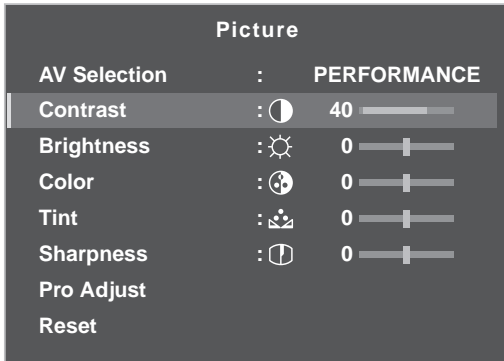 Picture
AV Selection : PERFORMANCE
Contrast : 40
Brightness : 0
Color : 0
Tint : 0
Sharpness : 0
Pro Adjust
Reset